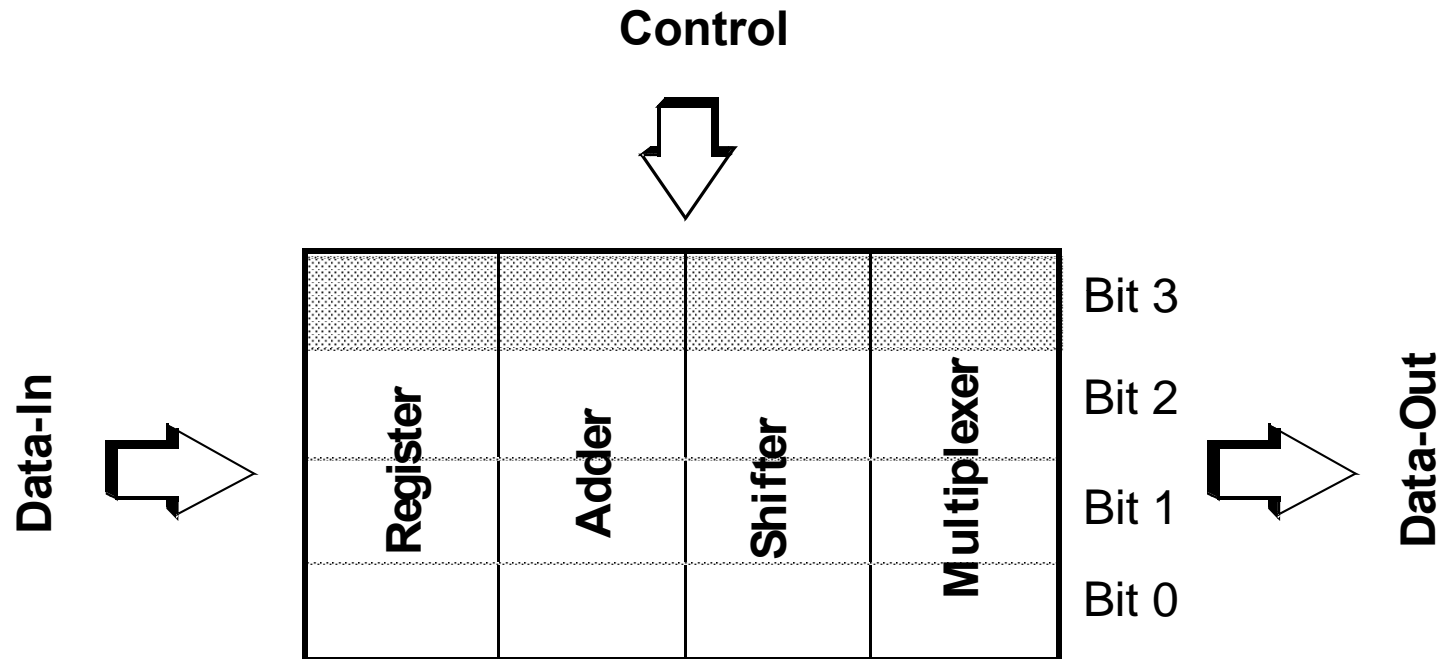 Control
Data-In
Register
Adder
Shifter
Multiplexer
Bit 3
Bit 2
Bit 1
Bit 0
Data-Out